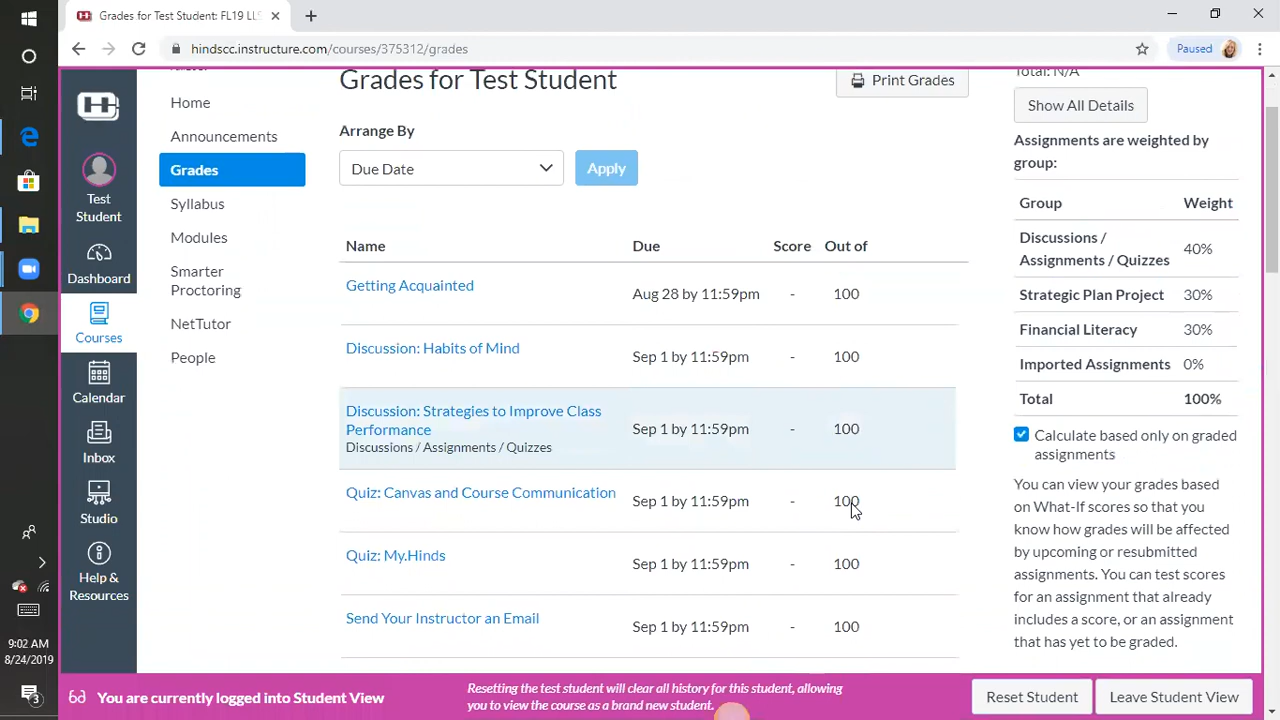 Grades for Test Student: FL19 LLS
hindscc.instructure.com/courses/375312/grades
Paused
H
Test
Student
Dashboard
Courses
Calendar
Inbox
Studio
Help &
Resources
Home
Announcements
Grades
Syllabus
Modules
Smarter
Proctoring
NetTutor
People
Grades for Test Student
Print Grades
Arrange By
Due Date
Apply
Name Due Score Out of
Getting Acquainted Aug 28 by 11:59pm - 100
Discussion: Habits of Mind Sep 1 by 11:59pm - 100
Discussion: Strategies to Improve Class
Performance Sep 1 by 11:59pm - 100
Discussions / Assignments / Quizzes
Quiz: Canvas and Course Communication Sep 1 by 11:59pm - 100
Quiz: My.Hinds Sep 1 by 11:59pm - 100
Send Your Instructor an Email Sep 1 by 11:59pm - 100
Total: N/A
Show All Details
Assignments are weighted by
group:
Group Weight
Discussions /
Assignments / Quizzes 40%
Strategic Plan Project 30%
Financial Literacy 30%
Imported Assignments 0%
Total 100%
Calculate based only on graded
assignments
You can view your grades based
on What-If scores so that you
know how grades will be affected
by upcoming or resubmitted
assignments. You can test scores
for an assignment that already
includes a score, or an assignment
that has yet to be graded.
You are currently logged into Student View
Resetting the test student will clear all history for this student, allowing
you to view the course as a brand new student.
Reset Student
Leave Student View
9:02 AM
8/24/2019
3